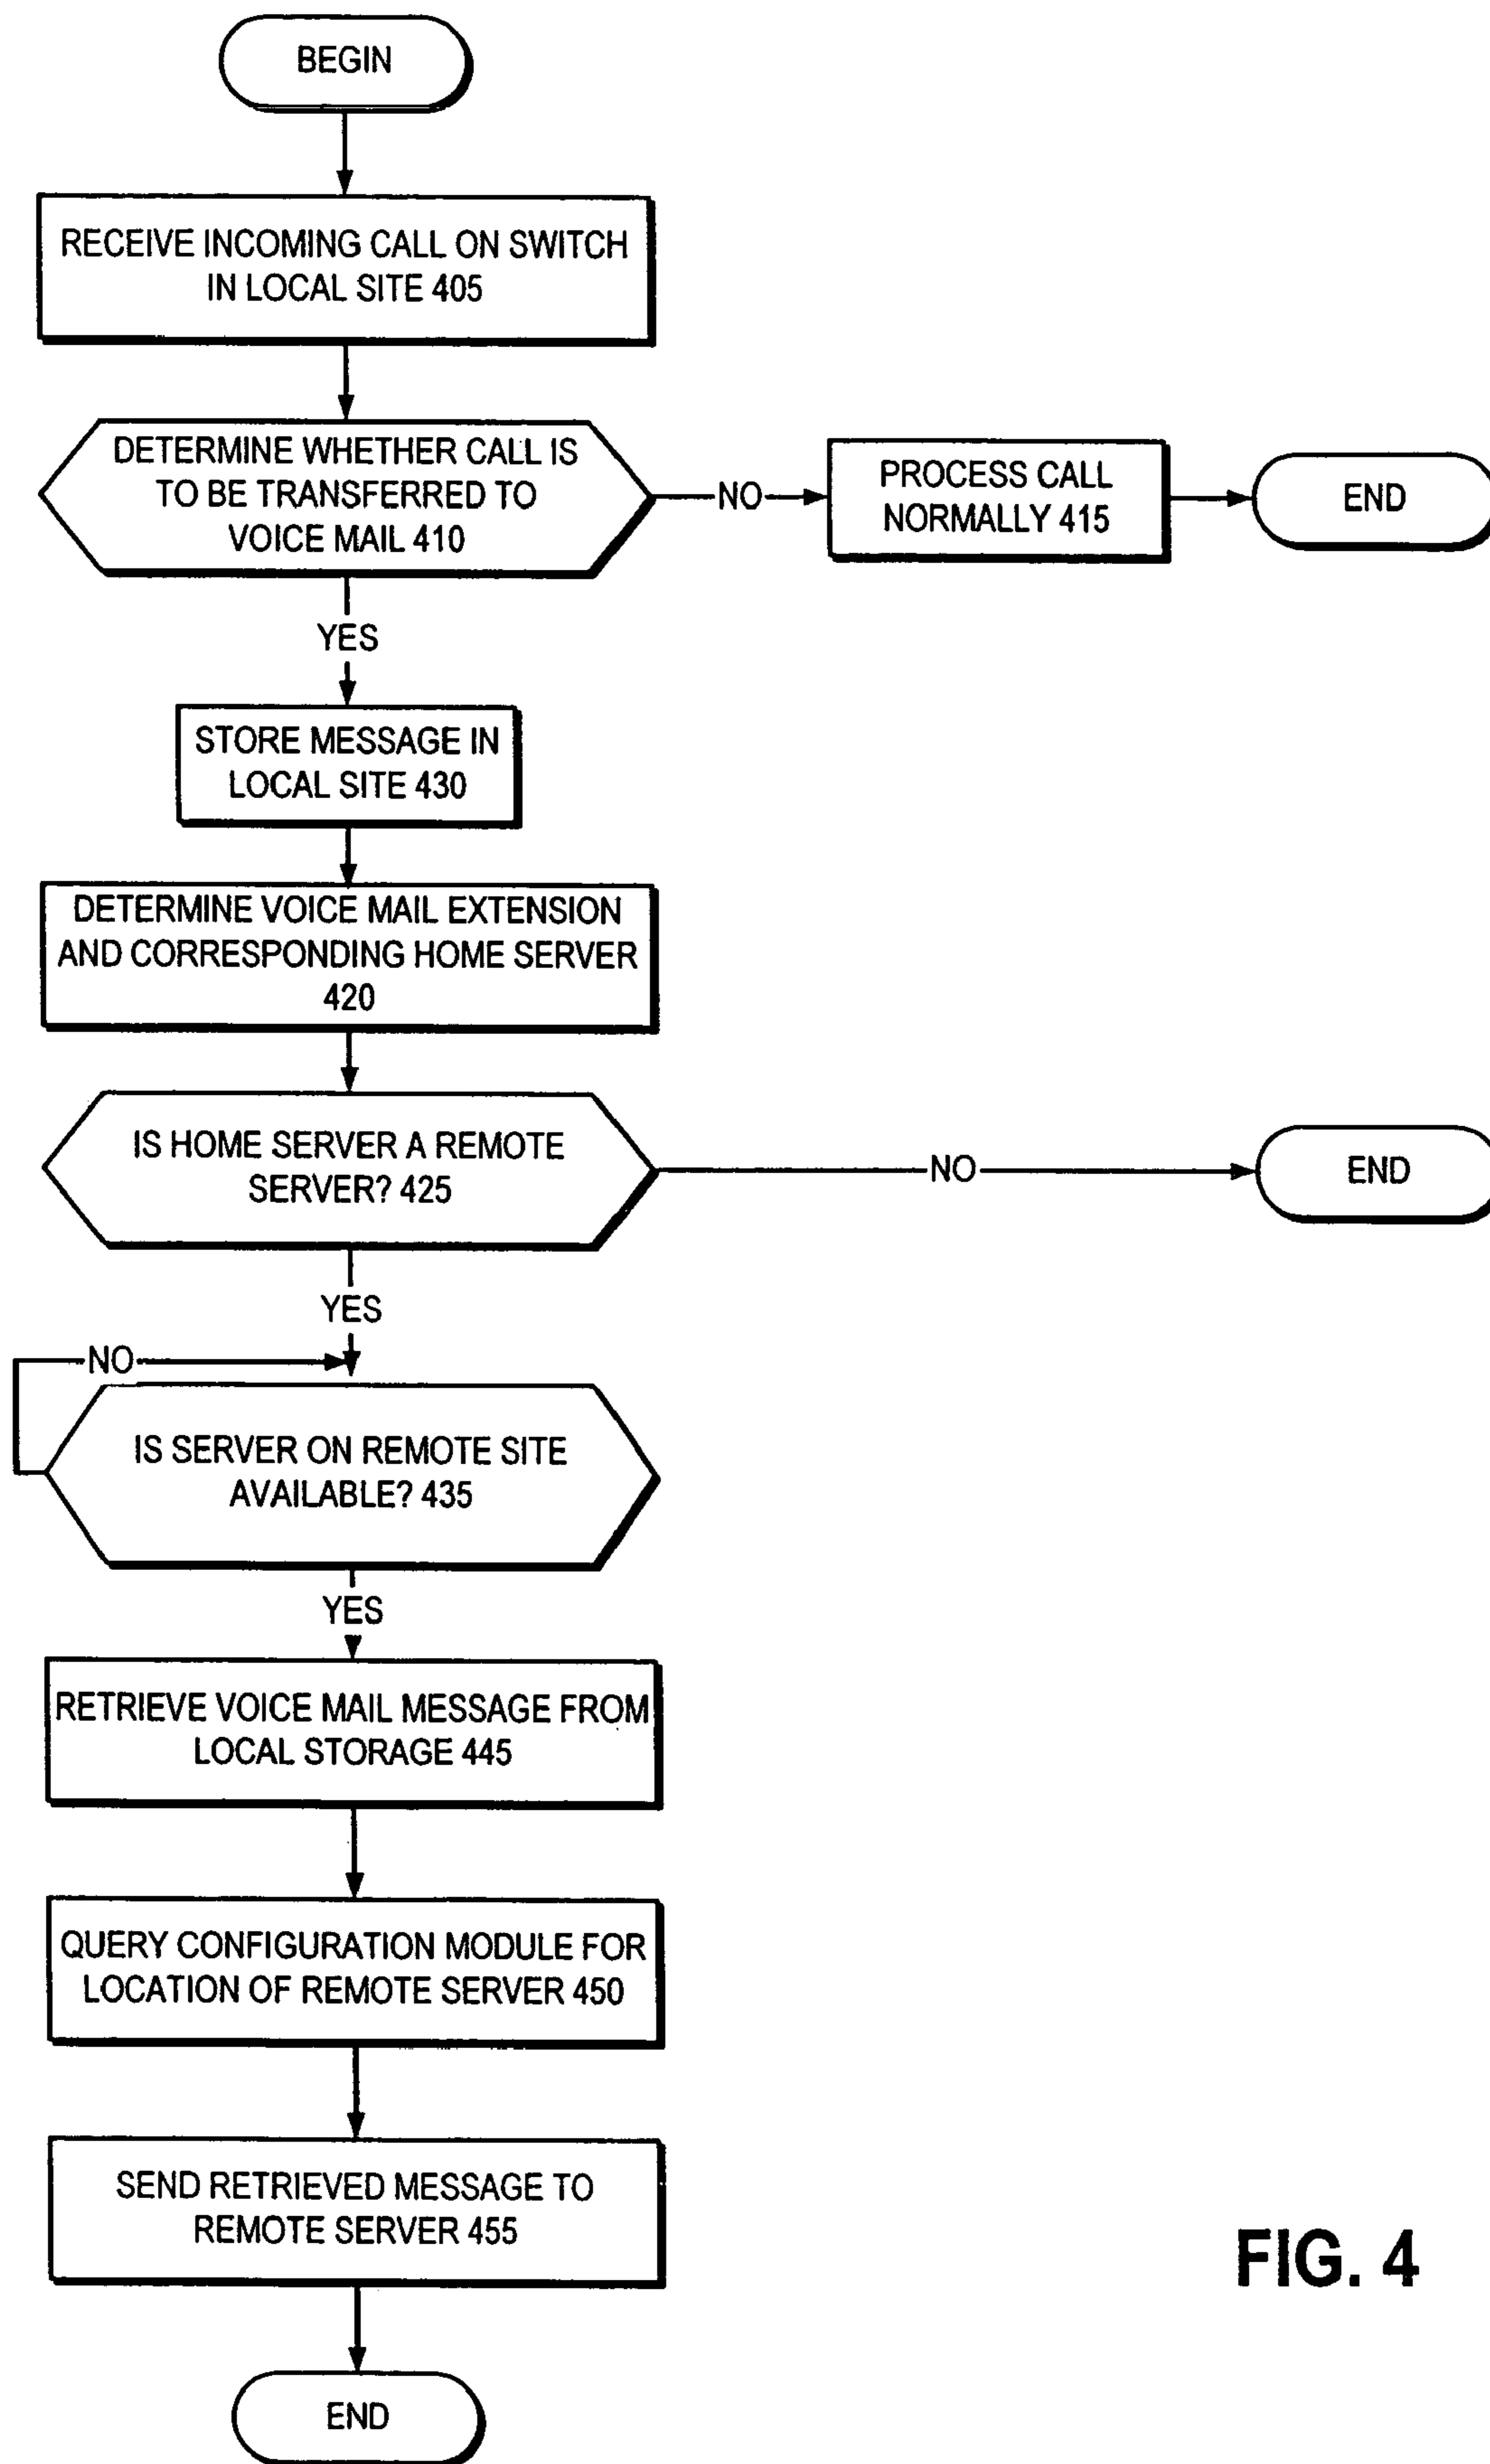 BEGIN
RECEIVE INCOMING CALL ON SWITCH
IN LOCAL SITE 405
DETERMINE WHETHER CALL IS
TO BE TRANSFERRED TO
VOICE MAIL 410
NO
PROCESS CALL
NORMALLY 415
END
YES
STORE MESSAGE IN
LOCAL SITE 430
DETERMINE VOICE MAIL EXTENSION
AND CORRESPONDING HOME SERVER
420
IS HOME SERVER A REMOTE
SERVER? 425
NO
END
YES
NO
IS SERVER ON REMOTE SITE
AVAILABLE? 435
YES
RETRIEVE VOICE MAIL MESSAGE FROM
LOCAL STORAGE 445
QUERY CONFIGURATION MODULE FOR
LOCATION OF REMOTE SERVER 450
SEND RETRIEVED MESSAGE TO
REMOTE SERVER 455
END
FIG. 4